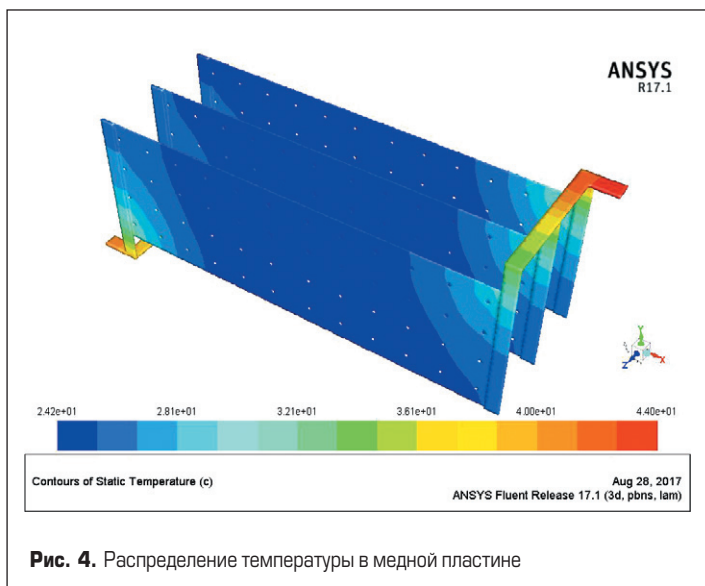 ANSYS
R17.1
Y
X
Z
2.42e+01 2.81e+01 3.21e+01 3.61e+01 4.00e+01 4.40e+01
Contours of Static Temperature (c)
Aug 28, 2017
ANSYS Fluent Release 17.1 (3d, pbns, lam)
Рис. 4. Распределение температуры в медной пластине